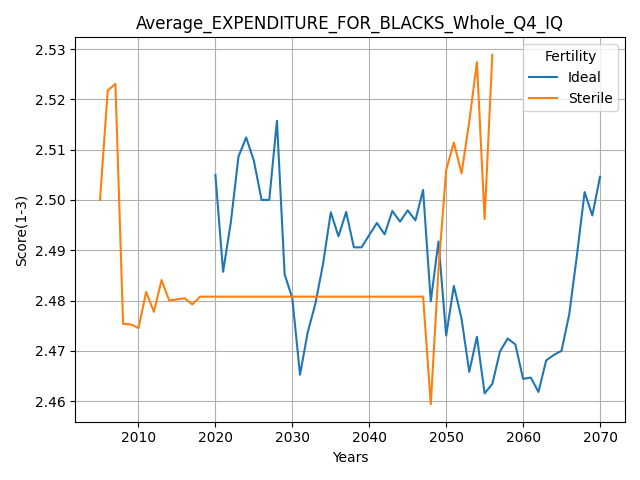 Average_EXPENDITURE_FOR_BLACKS_Whole_Q4_IQ
Fertility
Ideal
Sterile
Score(1-3)
2.53
2.52
2.51
2.50
2.49
2.48
2.47
2.46
2010 2020 2030 2040 2050 2060 2070
Years